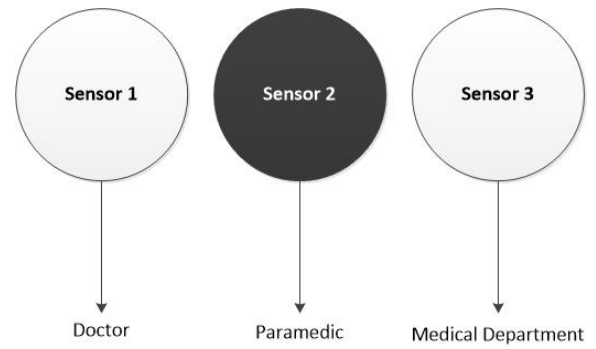 Sensor 1
Sensor 2
Sensor 3
Doctor
Paramedic
Medical Department